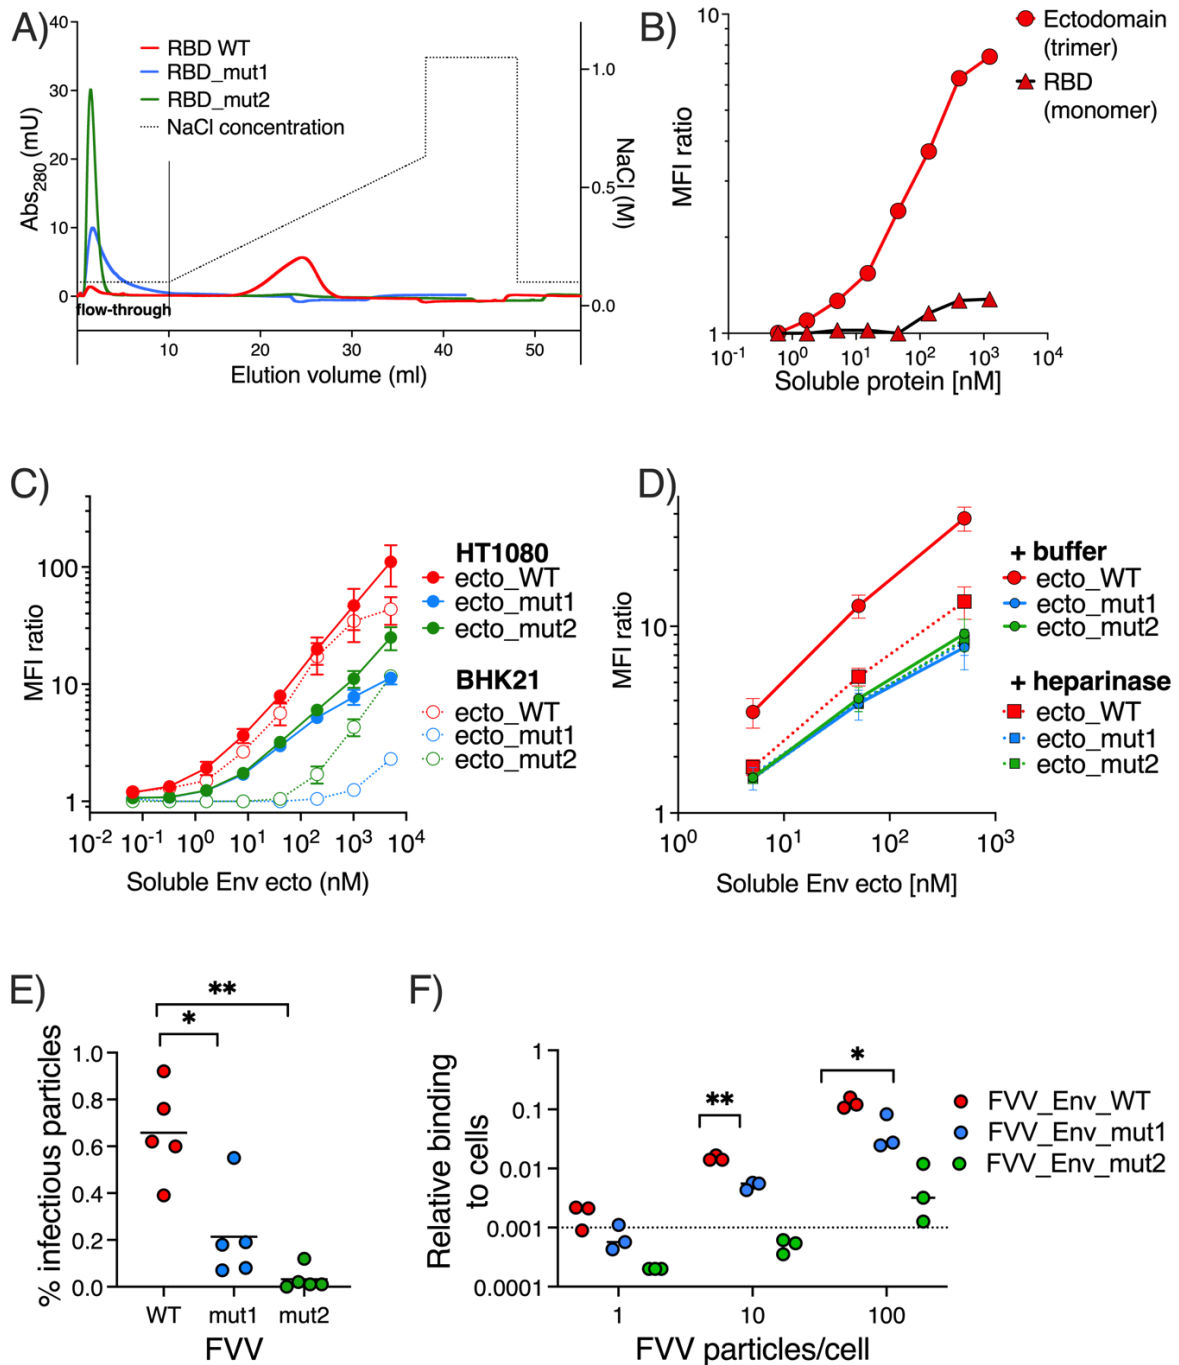 A)
40
30
20
10
0
Abs280 (mU)
RBD WT
RBD_mut1
RBD_mut2
NaCl concentration
1.0
0.5
0.0
NaCl (M)
flow-through
10
20
30
40
50
Elution volume (ml)
B)
10
1
MFI ratio
Ectodomain
(trimer)
RBD
(monomer)
10-1
100
101
102
103
104
Soluble protein [nM]
C)
100
10
1
MFI ratio
HT1080
ecto_WT
ecto_mut1
ecto_mut2
BHK21
ecto_WT
ecto_mut1
ecto_mut2
10-2
10-1
100
101
102
103
104
Soluble Env ecto (nM)
D)
10
1
MFI ratio
+ buffer
ecto_WT
ecto_mut1
ecto_mut2
+ heparinase
ecto_WT
ecto_mut1
ecto_mut2
100
101
102
103
Soluble Env ecto [nM]
E)
**
*
1.0
0.8
0.6
0.4
0.2
0.0
% infectious particles
WT
mut1
mut2
FVV
F)
1
0.1
0.01
0.001
0.0001
Relative binding
to cells
**
*
FVV_Env_WT
FVV_Env_mut1
FVV_Env_mut2
1
10
100
FVV particles/cell